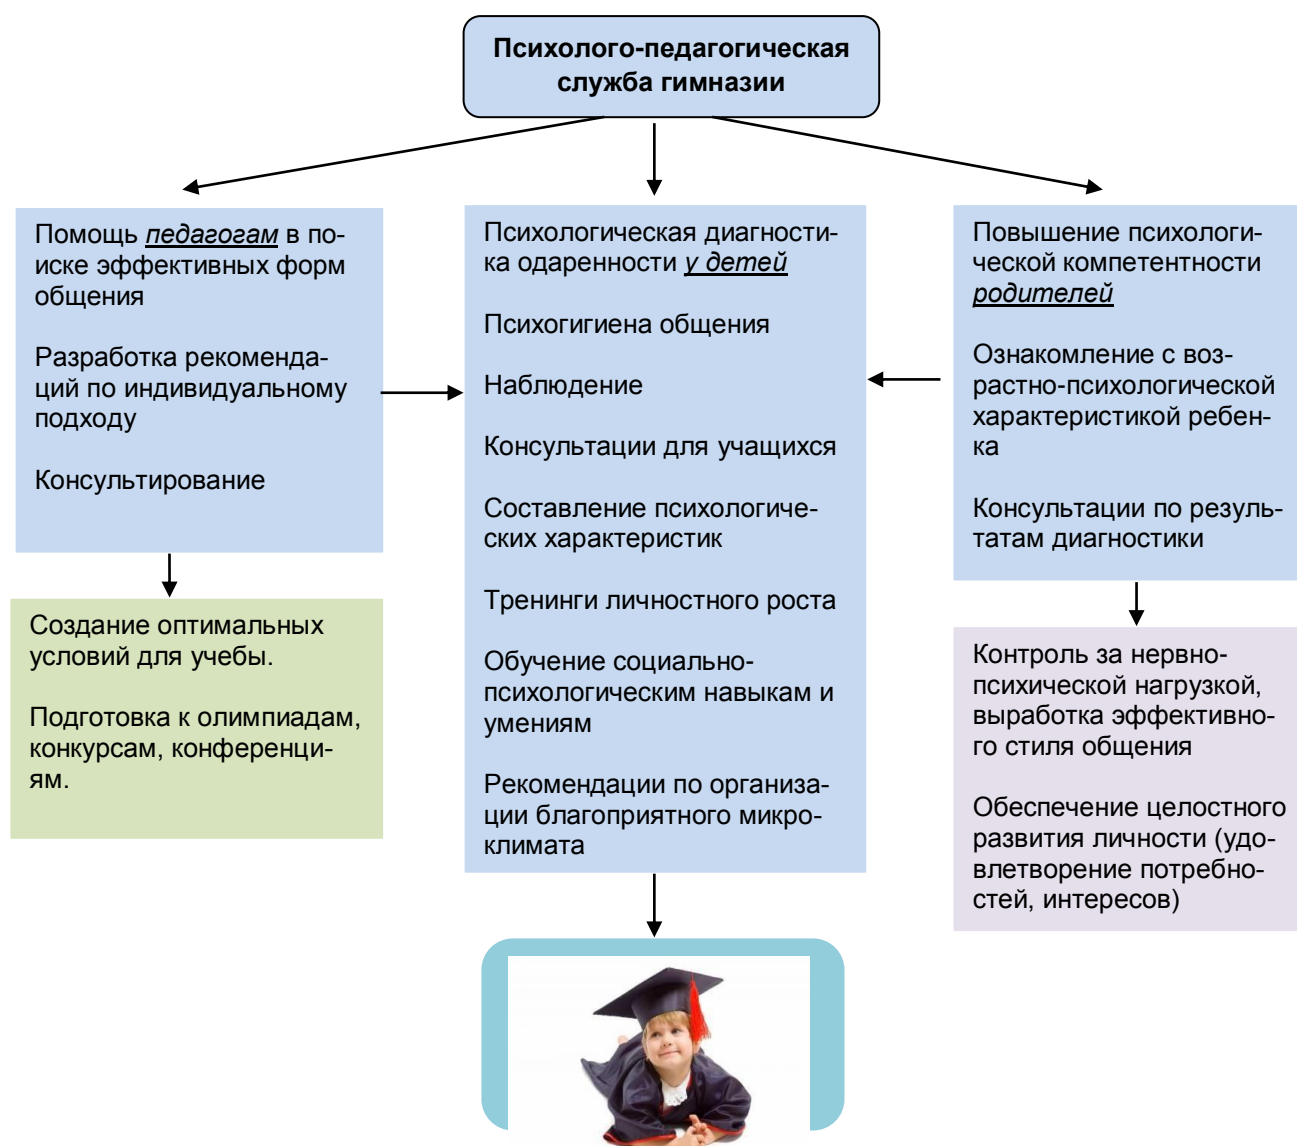 Психолого-педагогическая
служба гимназии
Помощь педагогам в по-
иске эффективных форм
общения
Разработка рекоменда-
ций по индивидуальному
подходу
Консультирование
Создание оптимальных
условий для учебы.
Подготовка к олимпиадам,
конкурсам, конференци-
ям.
Психологическая диагности-
ка одаренности у детей
Психогигиена общения
Наблюдение
Консультации для учащихся
Составление психологиче-
ских характеристик
Тренинги личностного роста
Обучение социально-
психологическим навыкам и
умениям
Рекомендации по организа-
ции благоприятного микро-
климата
Повышение психологи-
ческой компетентности
родителей
Ознакомление с воз-
растно-психологической
характеристикой ребен-
ка
Консультации по резуль-
татам диагностики
Контроль за нервно-
психической нагрузкой,
выработка эффективно-
го стиля общения
Обеспечение целостного
развития личности (удо-
влетворение потребно-
стей, интересов)